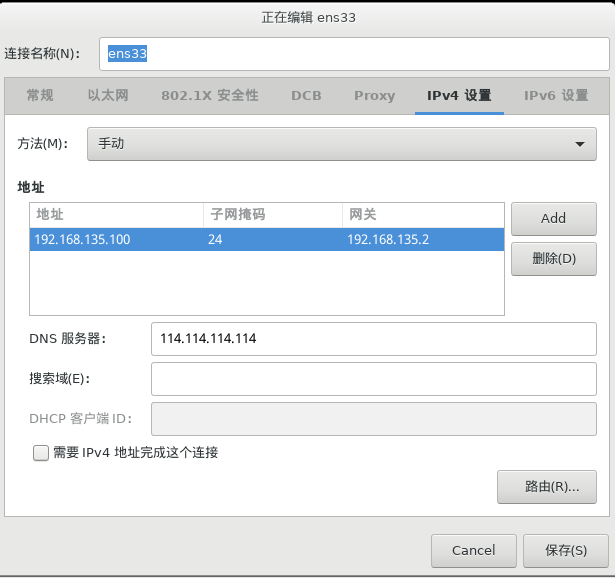 正在编辑 ens33
连接名称(N)： ens33
常规 以太网 802.1X 安全性 DCB Proxy IPv4 设置 IPv6 设置
方法(M)： 手动
地址
地址 子网掩码 网关 Add
192.168.135.100 24 192.168.135.2
删除(D)
DNS 服务器： 114.114.114.114
搜索域(E)：
DHCP 客户端 ID：
需要 IPv4 地址完成这个连接
路由(R)...
Cancel 保存(S)